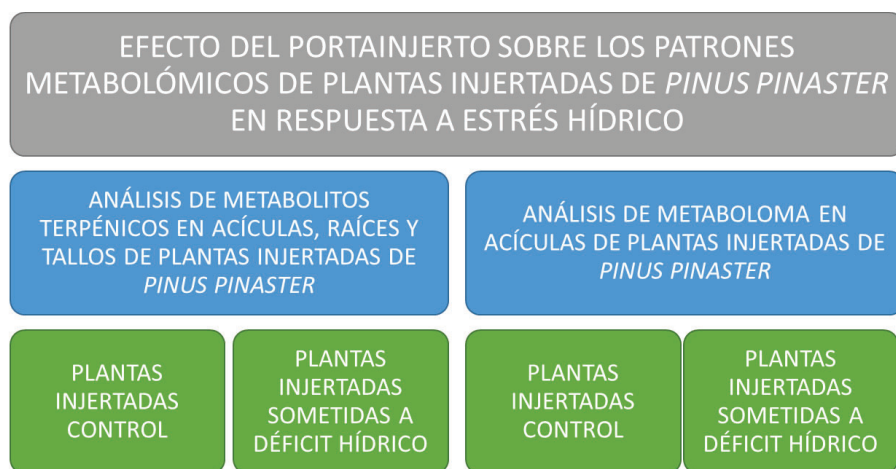 EFECTO DEL PORTAINJERTO SOBRE LOS PATRONES
METABOLÓMICOS DE PLANTAS INJERTADAS DE PINUS PINASTER
EN RESPUESTA A ESTRÉS HÍDRICO
ANÁLISIS DE METABOLITOS
TERPÉNICOS EN ACÍCULAS, RAÍCES Y
TALLOS DE PLANTAS INJERTADAS DE
PINUS PINASTER
ANÁLISIS DE METABOLOMA EN
ACÍCULAS DE PLANTAS INJERTADAS DE
PINUS PINASTER
PLANTAS
INJERTADAS
CONTROL
PLANTAS
INJERTADAS
SOMETIDAS A
DÉFICIT HÍDRICO
PLANTAS
INJERTADAS
CONTROL
PLANTAS
INJERTADAS
SOMETIDAS A
DÉFICIT HÍDRICO